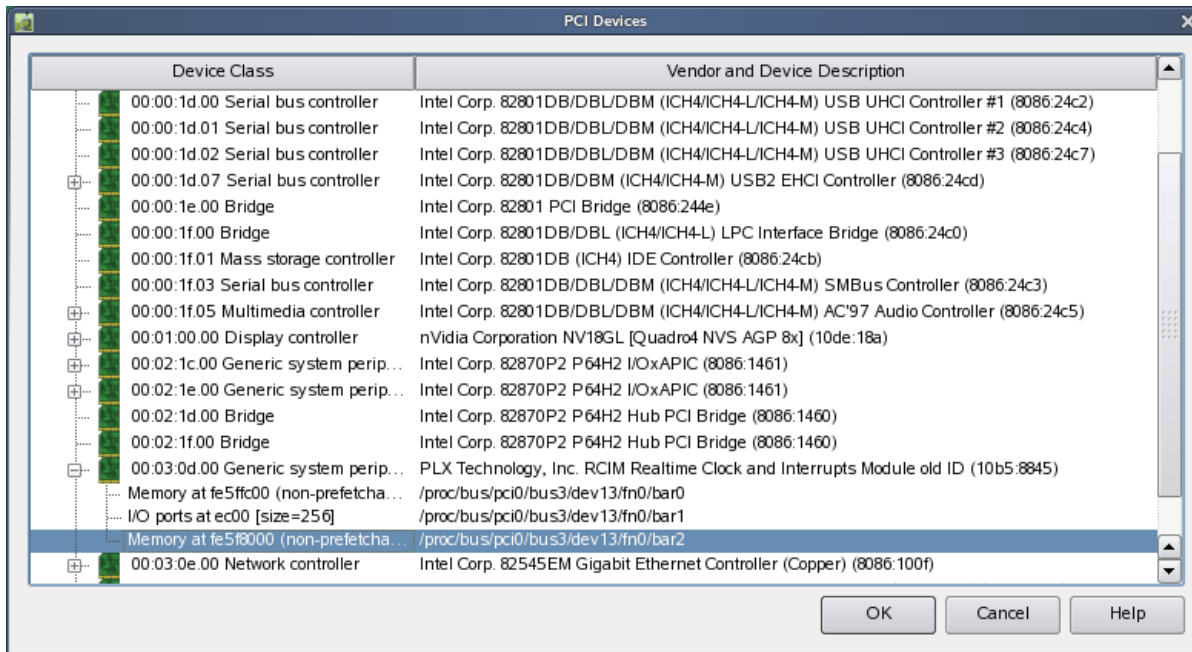 PCI Devices
Device Class Vendor and Device Description
00:00:1d.00 Serial bus controller Intel Corp. 82801DB/DBL/DBM (ICH4/ICH4-L/ICH4-M) USB UHCI Controller #1 (8086:24c2)
00:00:1d.01 Serial bus controller Intel Corp. 82801DB/DBL/DBM (ICH4/ICH4-L/ICH4-M) USB UHCI Controller #2 (8086:24c4)
00:00:1d.02 Serial bus controller Intel Corp. 82801DB/DBL/DBM (ICH4/ICH4-L/ICH4-M) USB UHCI Controller #3 (8086:24c7)
00:00:1d.07 Serial bus controller Intel Corp. 82801DB/DBM (ICH4/ICH4-M) USB2 EHCI Controller (8086:24cd)
00:00:1e.00 Bridge Intel Corp. 82801 PCI Bridge (8086:244e)
00:00:1f.00 Bridge Intel Corp. 82801DB/DBL (ICH4/ICH4-L) LPC Interface Bridge (8086:24c0)
00:00:1f.01 Mass storage controller Intel Corp. 82801DB (ICH4) IDE Controller (8086:24cb)
00:00:1f.03 Serial bus controller Intel Corp. 82801DB/DBL/DBM (ICH4/ICH4-L/ICH4-M) SMBus Controller (8086:24c3)
00:00:1f.05 Multimedia controller Intel Corp. 82801DB/DBL/DBM (ICH4/ICH4-L/ICH4-M) AC'97 Audio Controller (8086:24c5)
00:01:00.00 Display controller nVidia Corporation NV18GL [Quadro4 NVS AGP 8x] (10de:18a)
00:02:1c.00 Generic system perip... Intel Corp. 82870P2 P64H2 I/OxAPIC (8086:1461)
00:02:1e.00 Generic system perip... Intel Corp. 82870P2 P64H2 I/OxAPIC (8086:1461)
00:02:1d.00 Bridge Intel Corp. 82870P2 P64H2 Hub PCI Bridge (8086:1460)
00:02:1f.00 Bridge Intel Corp. 82870P2 P64H2 Hub PCI Bridge (8086:1460)
00:03:0d.00 Generic system perip... PLX Technology, Inc. RCIM Realtime Clock and Interrupts Module old ID (10b5:8845)
Memory at fe5ffc00 (non-prefetcha... /proc/bus/pci0/bus3/dev13/fn0/bar0
I/O ports at ec00 [size=256] /proc/bus/pci0/bus3/dev13/fn0/bar1
Memory at fe5f8000 (non-prefetcha... /proc/bus/pci0/bus3/dev13/fn0/bar2
00:03:0e.00 Network controller Intel Corp. 82545EM Gigabit Ethernet Controller (Copper) (8086:100f)
OK Cancel Help